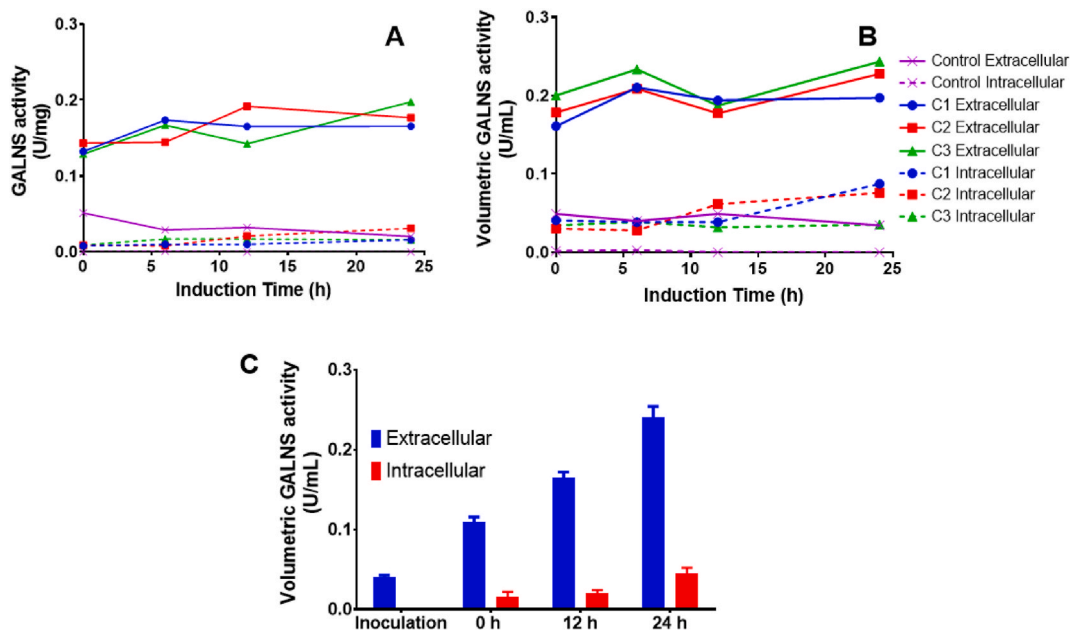 A
GALNS activity
(U/mg)
0.3
0.2
0.1
0.0
0 5 10 15 20 25
Induction Time (h)
B
Volumetric GALNS activity
(U/mL)
0.3
0.2
0.1
0.0
0 5 10 15 20 25
Induction Time (h)
Control Extracellular
Control Intracellular
C1 Extracellular
C2 Extracellular
C3 Extracellular
C1 Intracellular
C2 Intracellular
C3 Intracellular
C
Volumetric GALNS activity
(U/mL)
0.3
0.2
0.1
0.0
Extracellular
Intracellular
Inoculation 0 h 12 h 24 h